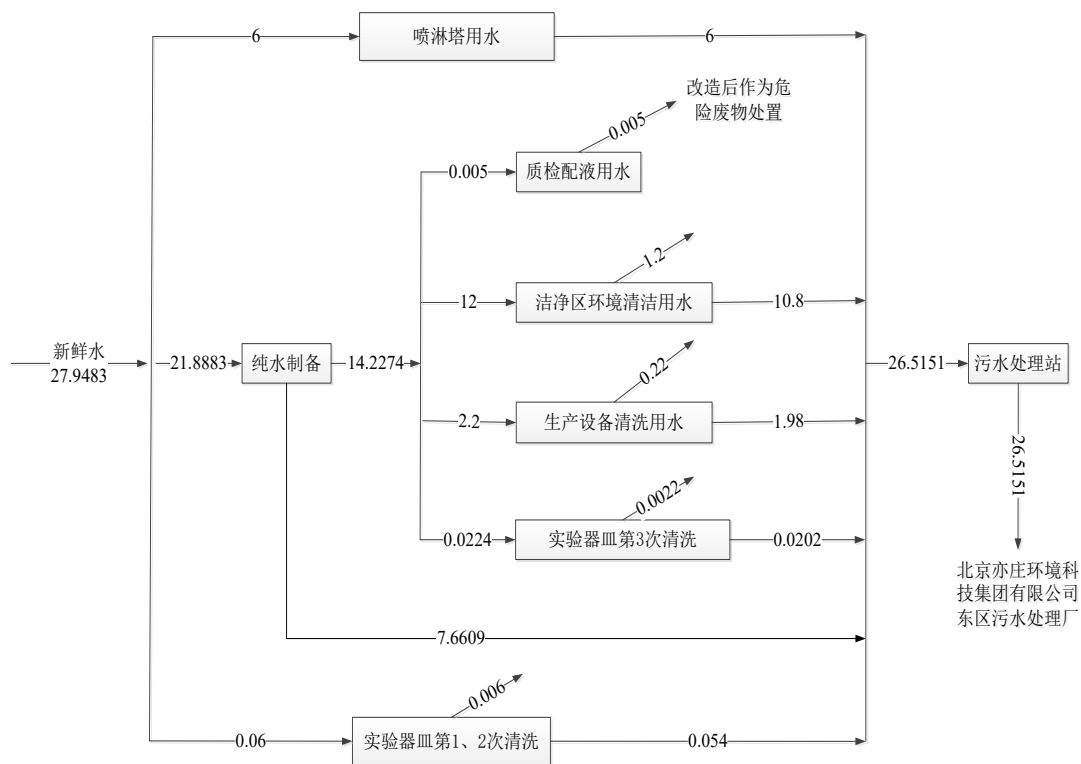 6
喷淋塔用水
6
改造后作为危
险废物处置
0.005
0.005
质检配液用水
1.2
12
洁净区环境清洁用水
10.8
新鲜水
27.9483
21.8883
纯水制备
14.2274
0.22
26.5151
污水处理站
2.2
生产设备清洗用水
1.98
26.5151
0.0022
0.0224
实验器皿第3次清洗
0.0202
北京亦庄环境科
技集团有限公司
东区污水处理厂
7.6609
0.006
0.06
实验器皿第1、2次清洗
0.054